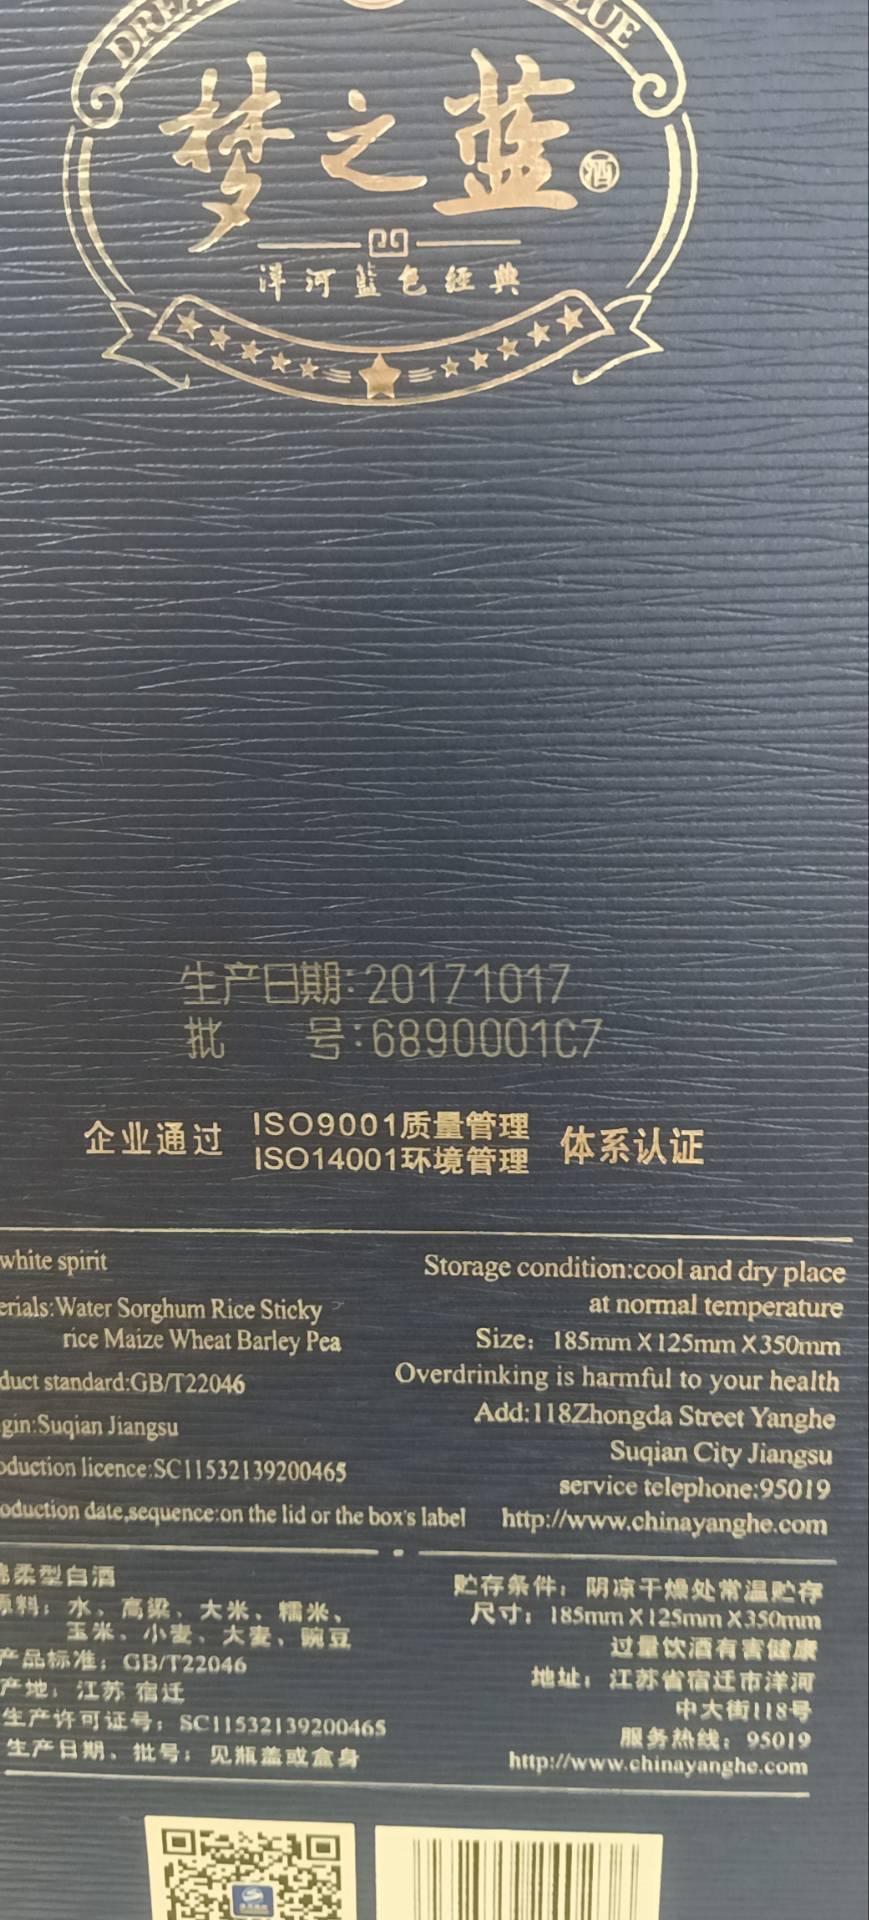 DREA
LUE
梦之蓝
酒
洋河蓝色经典
生产日期:20171017
批 号:6890001C7
企业通过 ISO9001质量管理 体系认证
ISO14001环境管理
white spirit
erials:Water Sorghum Rice Sticky
rice Maize Wheat Barley Pea
duct standard:GB/T22046
gin:Suqian Jiangsu
oduction licence:SC11532139200465
oduction date,sequence:on the lid or the box's label
Storage condition:cool and dry place
at normal temperature
Size: 185mmX125mmX350mm
Overdrinking is harmful to your health
Add:118Zhongda Street Yanghe
Suqian City Jiangsu
service telephone:95019
http://www.chinayanghe.com
柔型白酒
原料：水、高粱、大米、糯米、
玉米、小麦、大麦、豌豆
产品标准：GB/T22046
产地：江苏 宿迁
生产许可证号：SC11532139200465
生产日期、批号：见瓶盖或盒身
贮存条件：阴凉干燥处常温贮存
尺寸：185mmX125mmX350mm
过量饮酒有害健康
地址：江苏省宿迁市洋河
中大街118号
服务热线：95019
http://www.chinayanghe.com